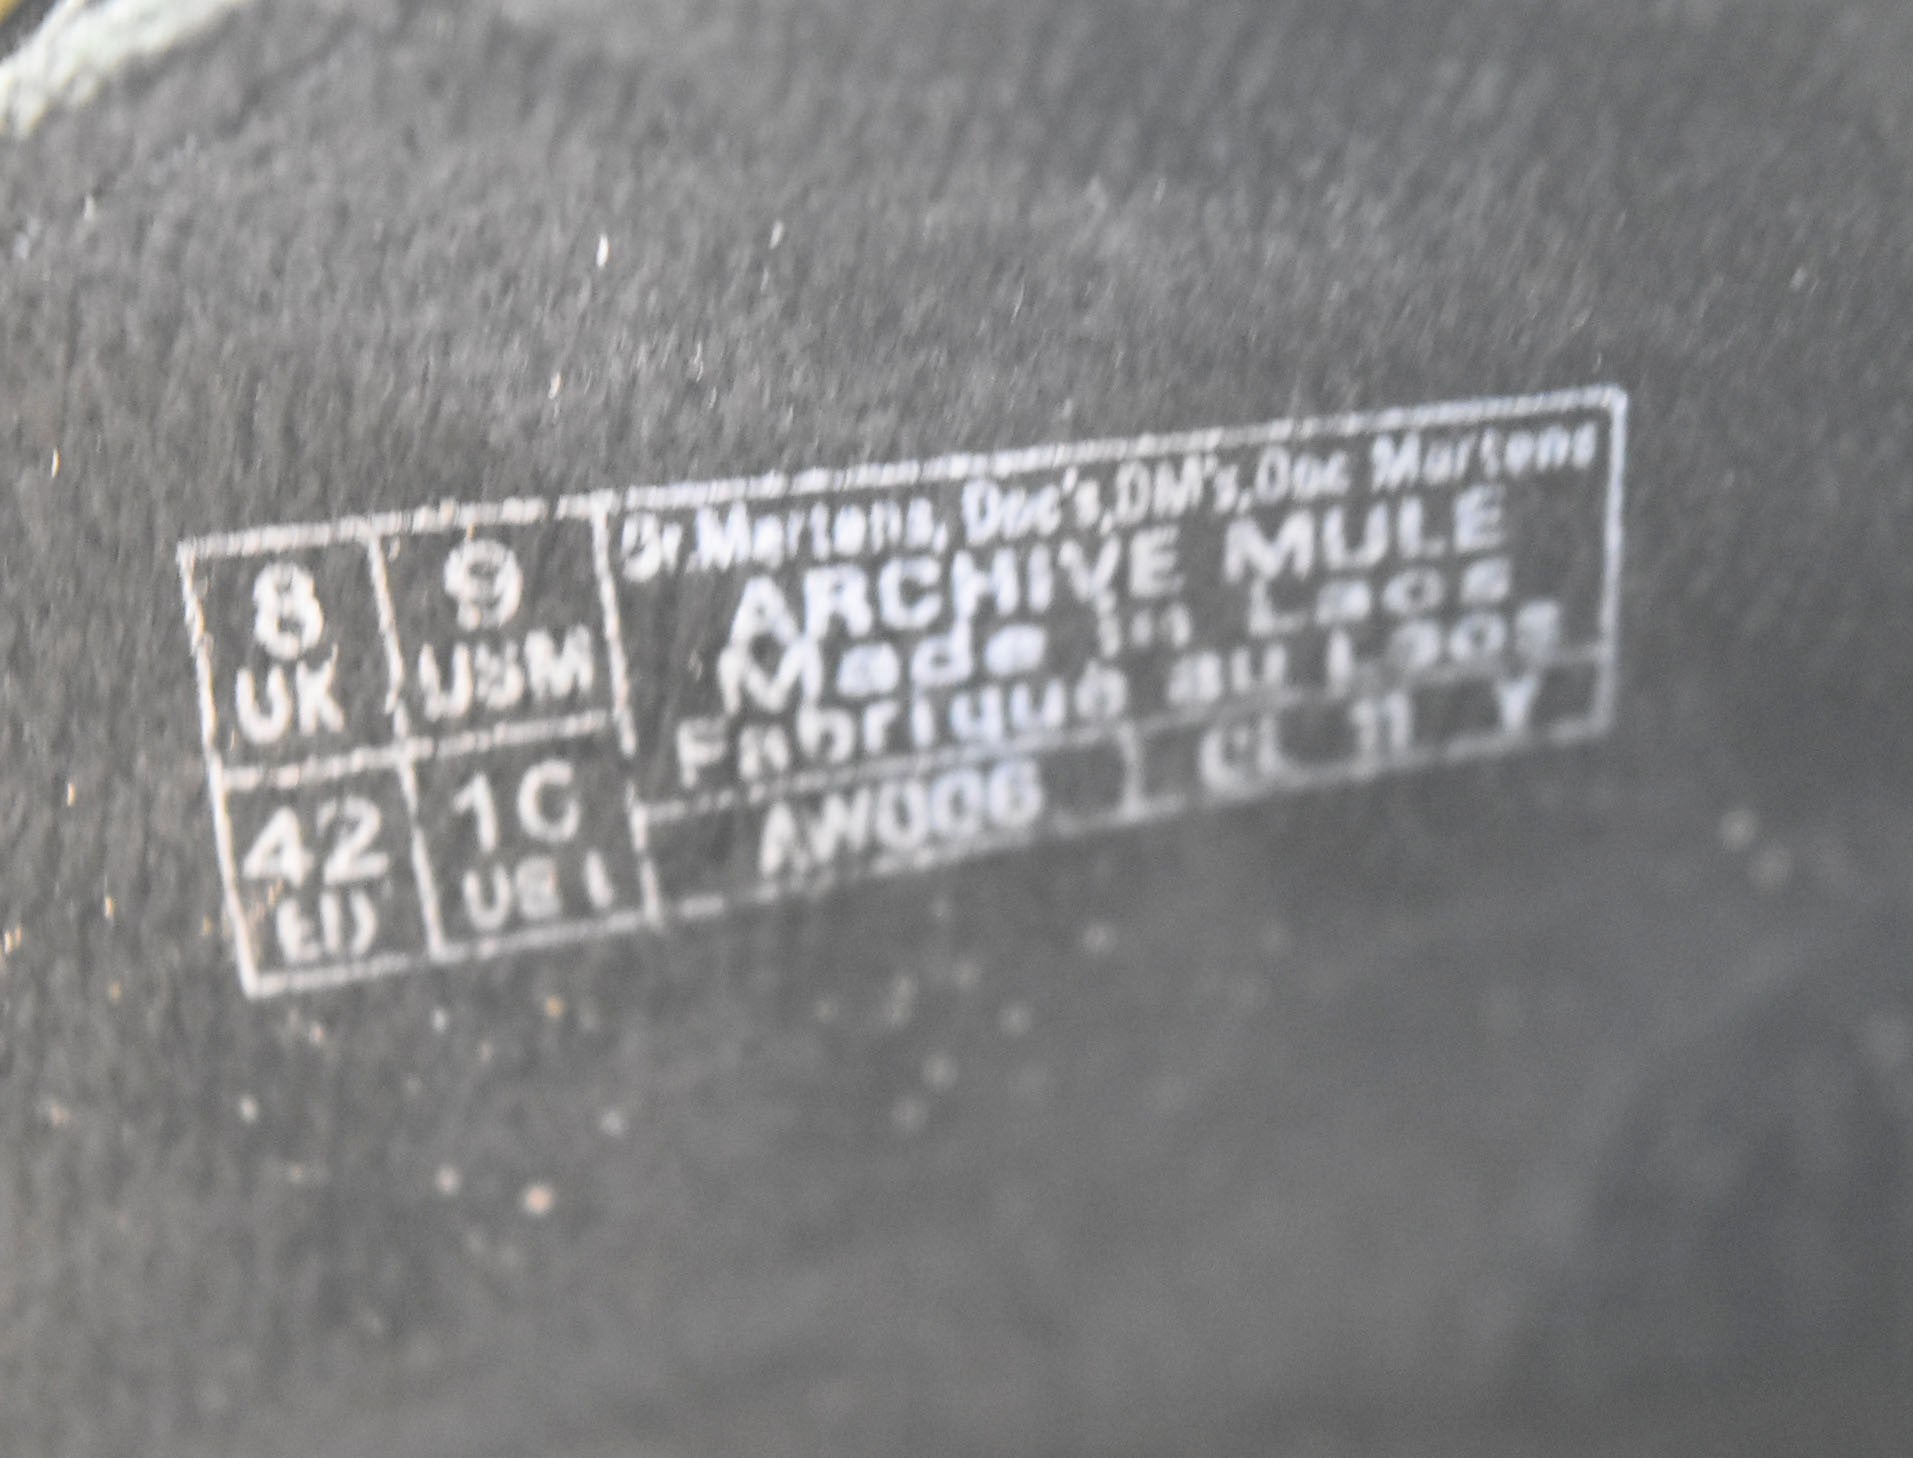 8 UK
9 USM
42 EU
10 USL
Dr.Martens, Doc's, DM's, Doc Martens
ARCHIVE MULE
Made in Laos
Fabriqué au Laos
AW006
11 Y